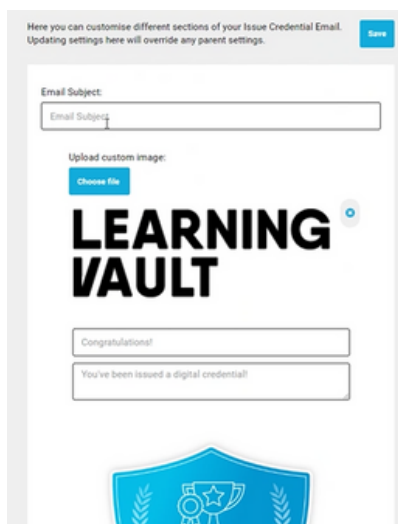 Here you can customise different sections of your Issue Credential Email.
Updating settings here will override any parent settings.
Save
Email Subject:
Email Subject
Upload custom image:
Choose file
LEARNING
VAULT
Congratulations!
You've been issued a digital credential!